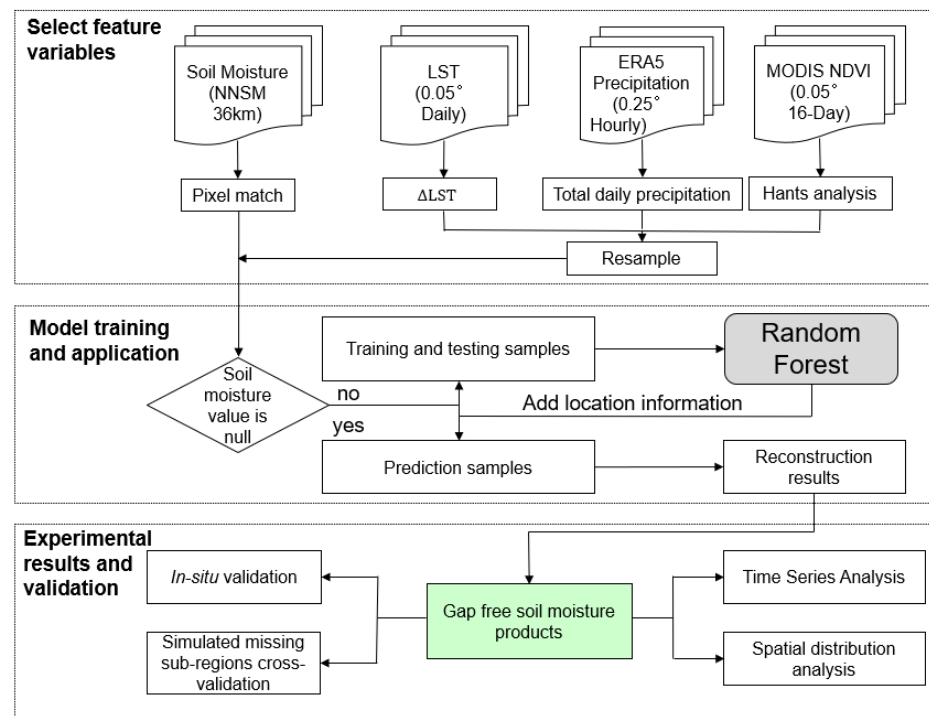 Select feature
variables
Soil Moisture
(NNSM
36km)
LST
(0.05°
Daily)
ERA5
Precipitation
(0.25°
Hourly)
MODIS NDVI
(0.05°
16-Day)
Pixel match
ΔLST
Total daily precipitation
Hants analysis
Resample
Model training
and application
Training and testing samples
Random
Forest
Soil
moisture
value is
null
no
yes
Add location information
Prediction samples
Reconstruction
results
Experimental
results and
validation
In-situ validation
Simulated missing
sub-regions cross-
validation
Gap free soil moisture
products
Time Series Analysis
Spatial distribution
analysis